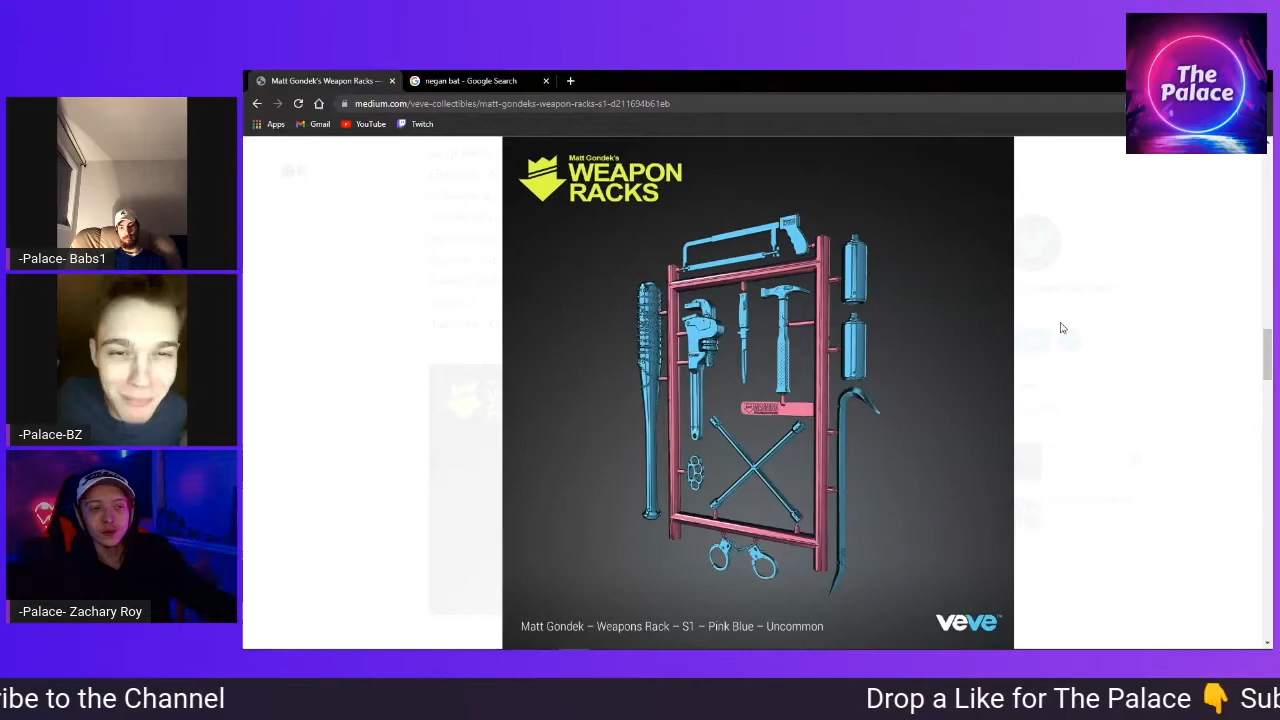 The
Palace
Matt Gondek's Weapon Racks —
negan bat - Google Search
medium.com/veve-collectibles/matt-gondeks-weapon-racks-s1-d211694b61eb
Apps
Gmail
YouTube
Twitch
Matt Gondek's
WEAPON
RACKS
-Palace- Babs1
-Palace-BZ
-Palace- Zachary Roy
Matt Gondek – Weapons Rack – S1 – Pink Blue – Uncommon
veve
ribe to the Channel
Drop a Like for The Palace 👇 Sub